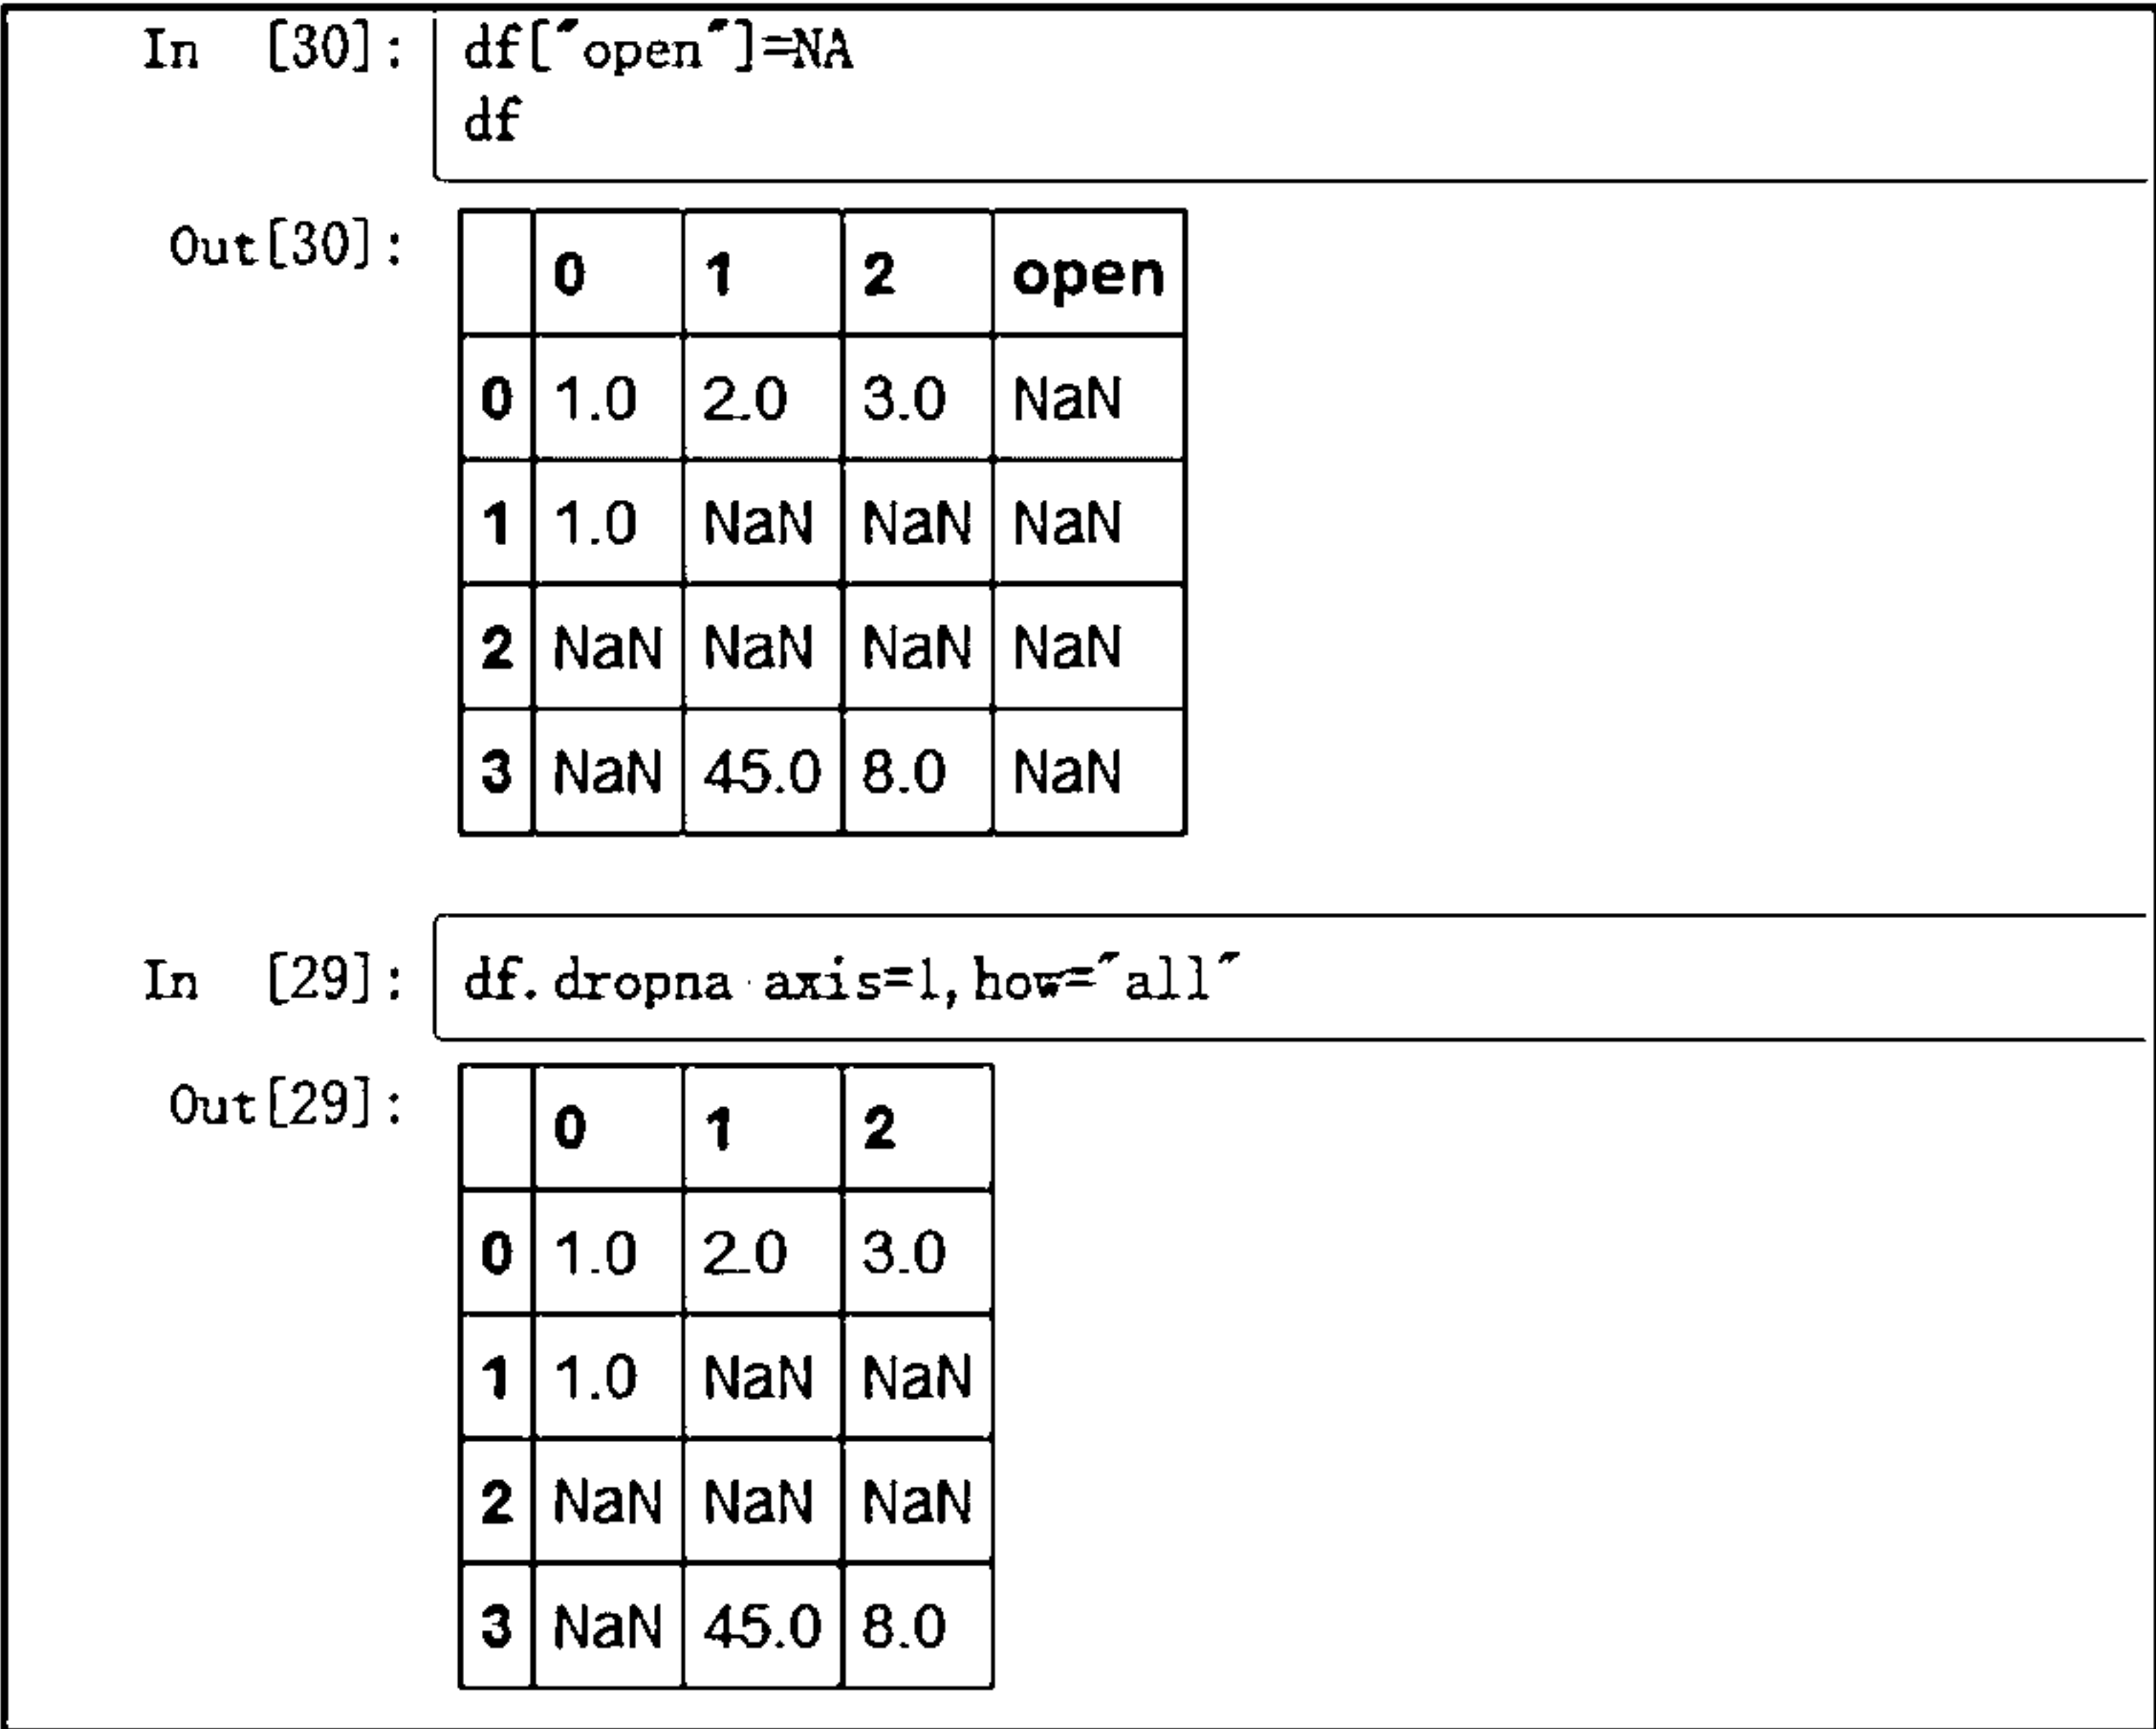 In [30]: df["open"]=NA
df
Out[30]:
0 1 2 open
0 1.0 2.0 3.0 NaN
1 1.0 NaN NaN NaN
2 NaN NaN NaN NaN
3 NaN 45.0 8.0 NaN
In [29]: df.dropna axis=1,how="all"
Out[29]:
0 1 2
0 1.0 2.0 3.0
1 1.0 NaN NaN
2 NaN NaN NaN
3 NaN 45.0 8.0